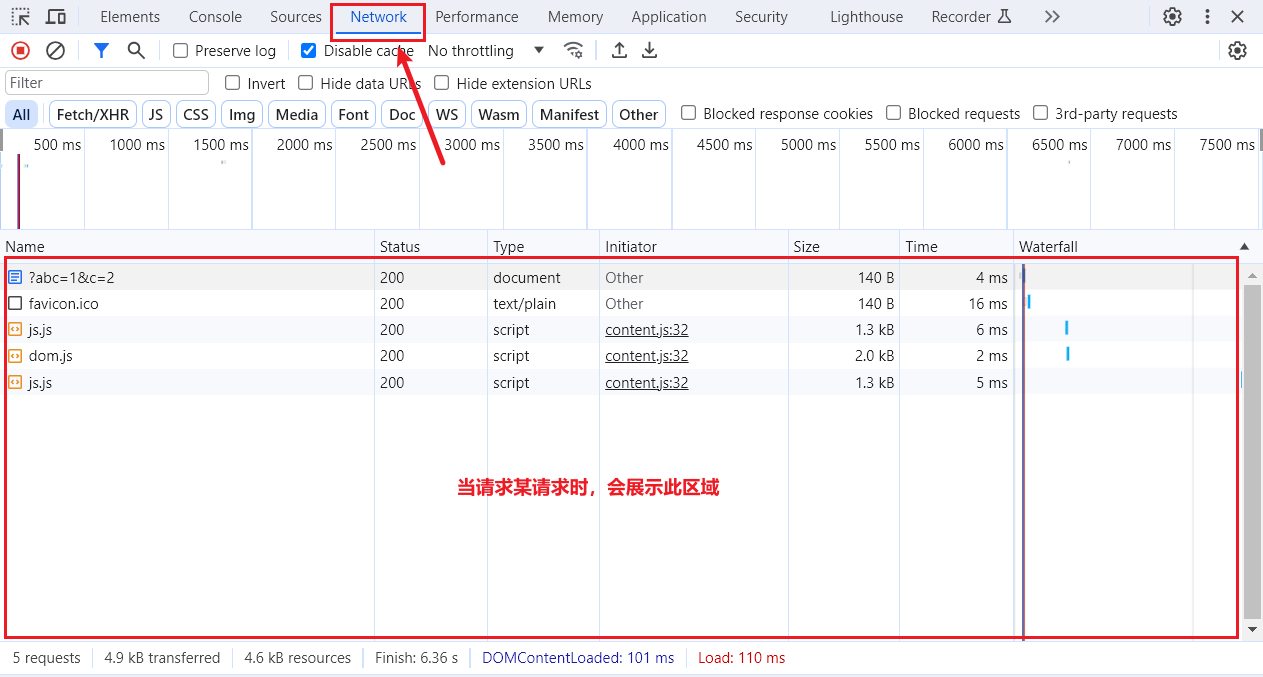 Elements Console Sources Network Performance Memory Application Security Lighthouse Recorder
Preserve log Disable cache No throttling
Filter Invert Hide data URLs Hide extension URLs
All Fetch/XHR JS CSS Img Media Font Doc WS Wasm Manifest Other Blocked response cookies Blocked requests 3rd-party requests
500 ms 1000 ms 1500 ms 2000 ms 2500 ms 3000 ms 3500 ms 4000 ms 4500 ms 5000 ms 5500 ms 6000 ms 6500 ms 7000 ms 7500 ms
Name Status Type Initiator Size Time Waterfall
?abc=1&c=2 200 document Other 140 B 4 ms
favicon.ico 200 text/plain Other 140 B 16 ms
js.js 200 script content.js:32 1.3 kB 6 ms
dom.js 200 script content.js:32 2.0 kB 2 ms
js.js 200 script content.js:32 1.3 kB 5 ms
当请求某请求时，会展示此区域
5 requests 4.9 kB transferred 4.6 kB resources Finish: 6.36 s DOMContentLoaded: 101 ms Load: 110 ms